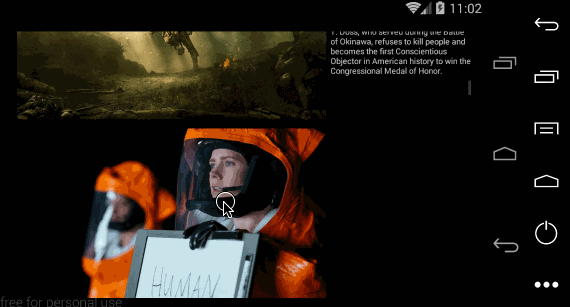 11:02
T. Doss, who served during the Battle
of Okinawa, refuses to kill people and
becomes the first Conscientious
Objector in American history to win the
Congressional Medal of Honor.
HUMAN
free for personal use